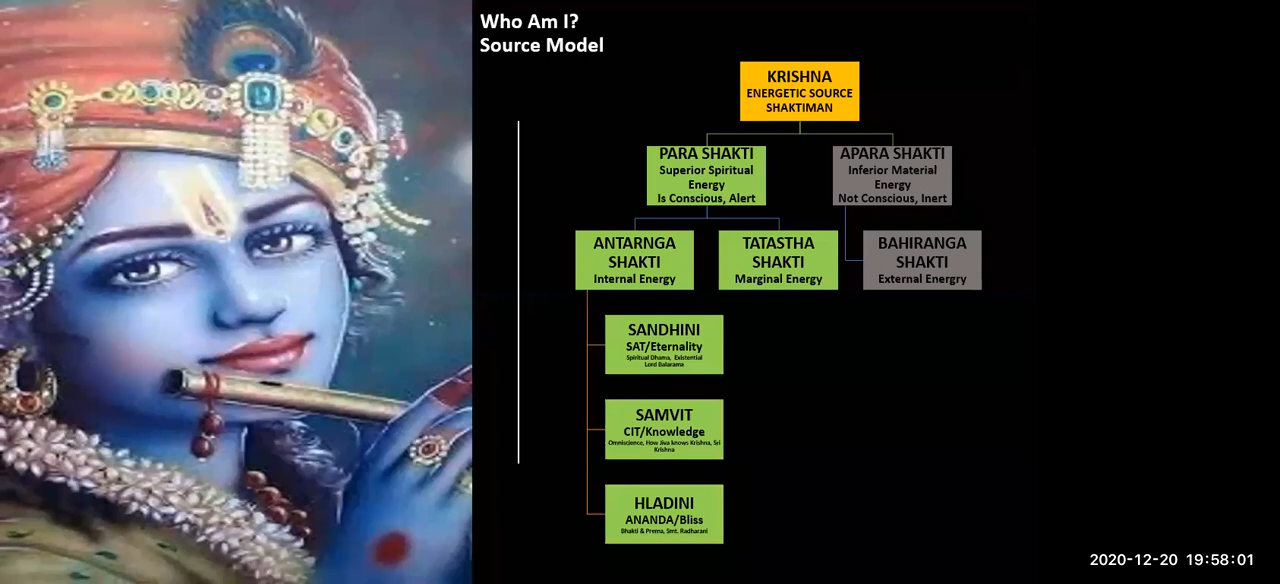 Who Am I?
Source Model
KRISHNA
ENERGETIC SOURCE
SHAKTIMAN
PARA SHAKTI
Superior Spiritual
Energy
Is Conscious, Alert
APARA SHAKTI
Inferior Material
Energy
Not Conscious, Inert
ANTARNGA
SHAKTI
Internal Energy
TATASTHA
SHAKTI
Marginal Energy
BAHIRANGA
SHAKTI
External Energry
SANDHINI
SAT/Eternality
Spiritual Dhama, Existential
Lord Balarama
SAMVIT
CIT/Knowledge
Omniscience, How Jiva knows Krishna, Sri
Krishna
HLADINI
ANANDA/Bliss
Bhakti & Prema, Smt. Radharani
2020-12-20 19:58:01